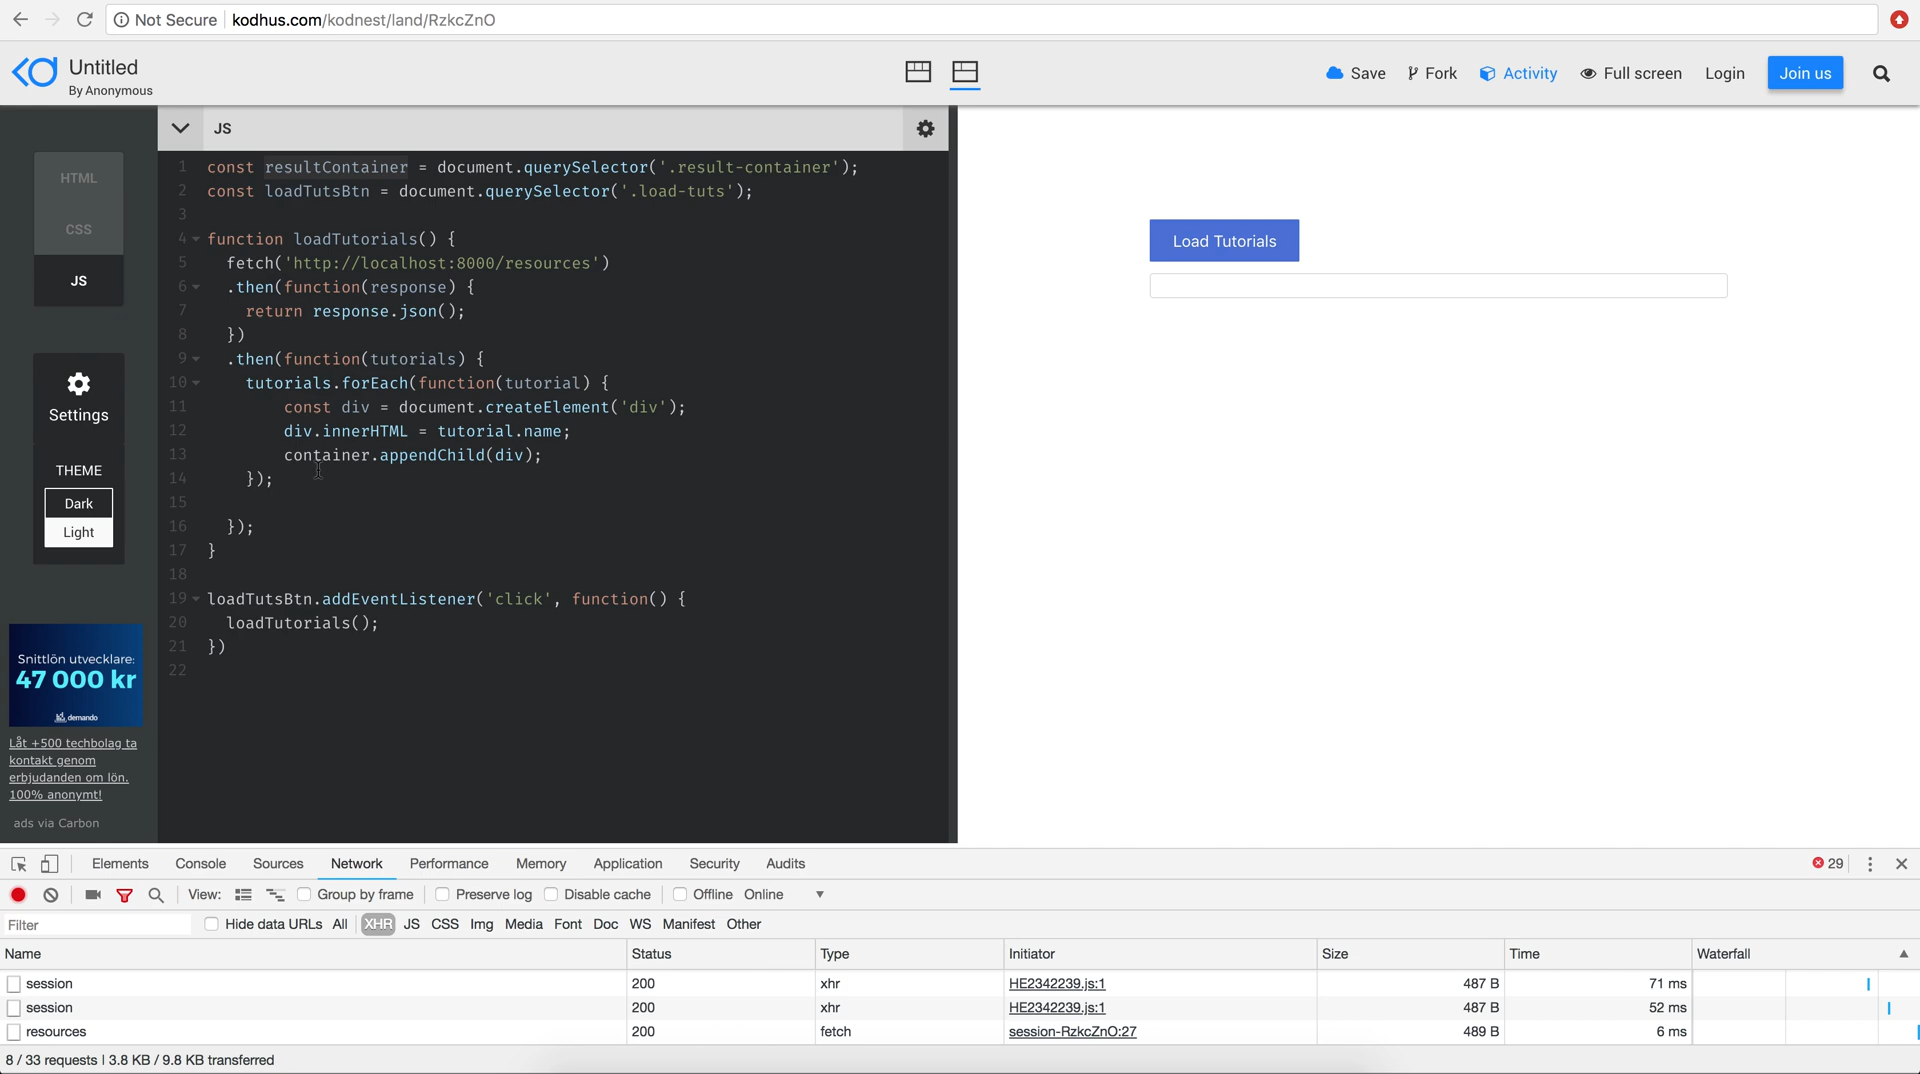 Not Secure kodhus.com/kodnest/land/RzkcZnO
Untitled
By Anonymous
Save Fork Activity Full screen Login Join us
HTML
CSS
JS
Settings
THEME
Dark
Light
Snittlön utvecklare:
47 000 kr
demando
Låt +500 techbolag ta
kontakt genom
erbjudanden om lön.
100% anonymt!
ads via Carbon
JS
1 const resultContainer = document.querySelector('.result-container');
2 const loadTutsBtn = document.querySelector('.load-tuts');
3
4 function loadTutorials() {
5 fetch('http://localhost:8000/resources')
6 .then(function(response) {
7 return response.json();
8 })
9 .then(function(tutorials) {
10 tutorials.forEach(function(tutorial) {
11 const div = document.createElement('div');
12 div.innerHTML = tutorial.name;
13 container.appendChild(div);
14 });
15
16 });
17 }
18
19 loadTutsBtn.addEventListener('click', function() {
20 loadTutorials();
21 })
22
Load Tutorials
Elements Console Sources Network Performance Memory Application Security Audits 29
View: Group by frame Preserve log Disable cache Offline Online
Filter Hide data URLs All XHR JS CSS Img Media Font Doc WS Manifest Other
Name Status Type Initiator Size Time Waterfall
session 200 xhr HE2342239.js:1 487 B 71 ms
session 200 xhr HE2342239.js:1 487 B 52 ms
resources 200 fetch session-RzkcZnO:27 489 B 6 ms
8 / 33 requests | 3.8 KB / 9.8 KB transferred